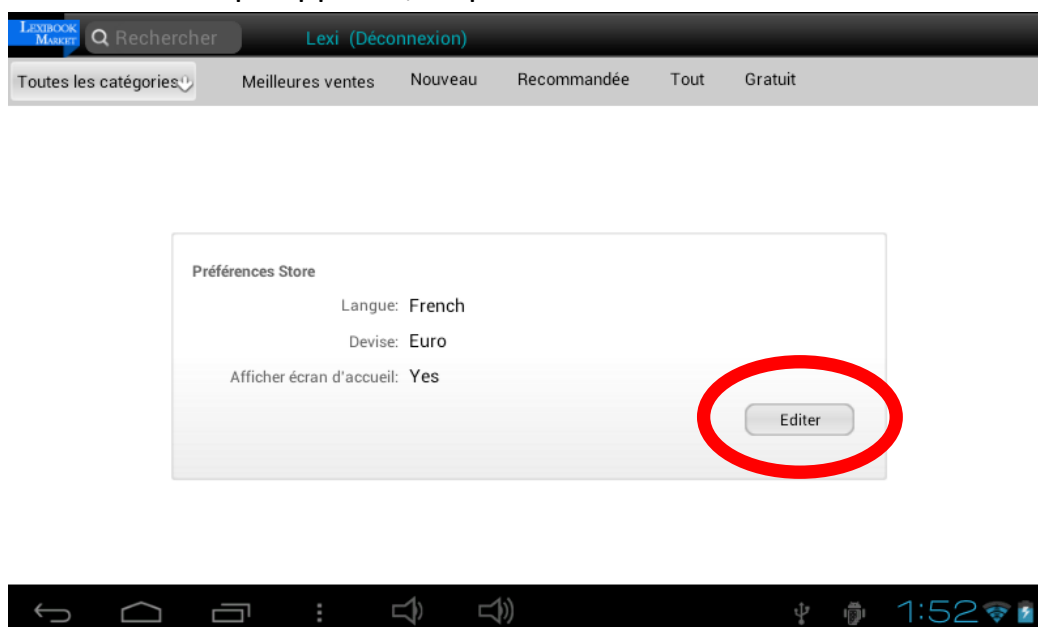 LEXIBOOK
MARKET
Rechercher
Lexi (Déconnexion)
Toutes les catégories
Meilleures ventes
Nouveau
Recommandée
Tout
Gratuit
Préférences Store
Langue: French
Devise: Euro
Afficher écran d'accueil: Yes
Editer
1:52